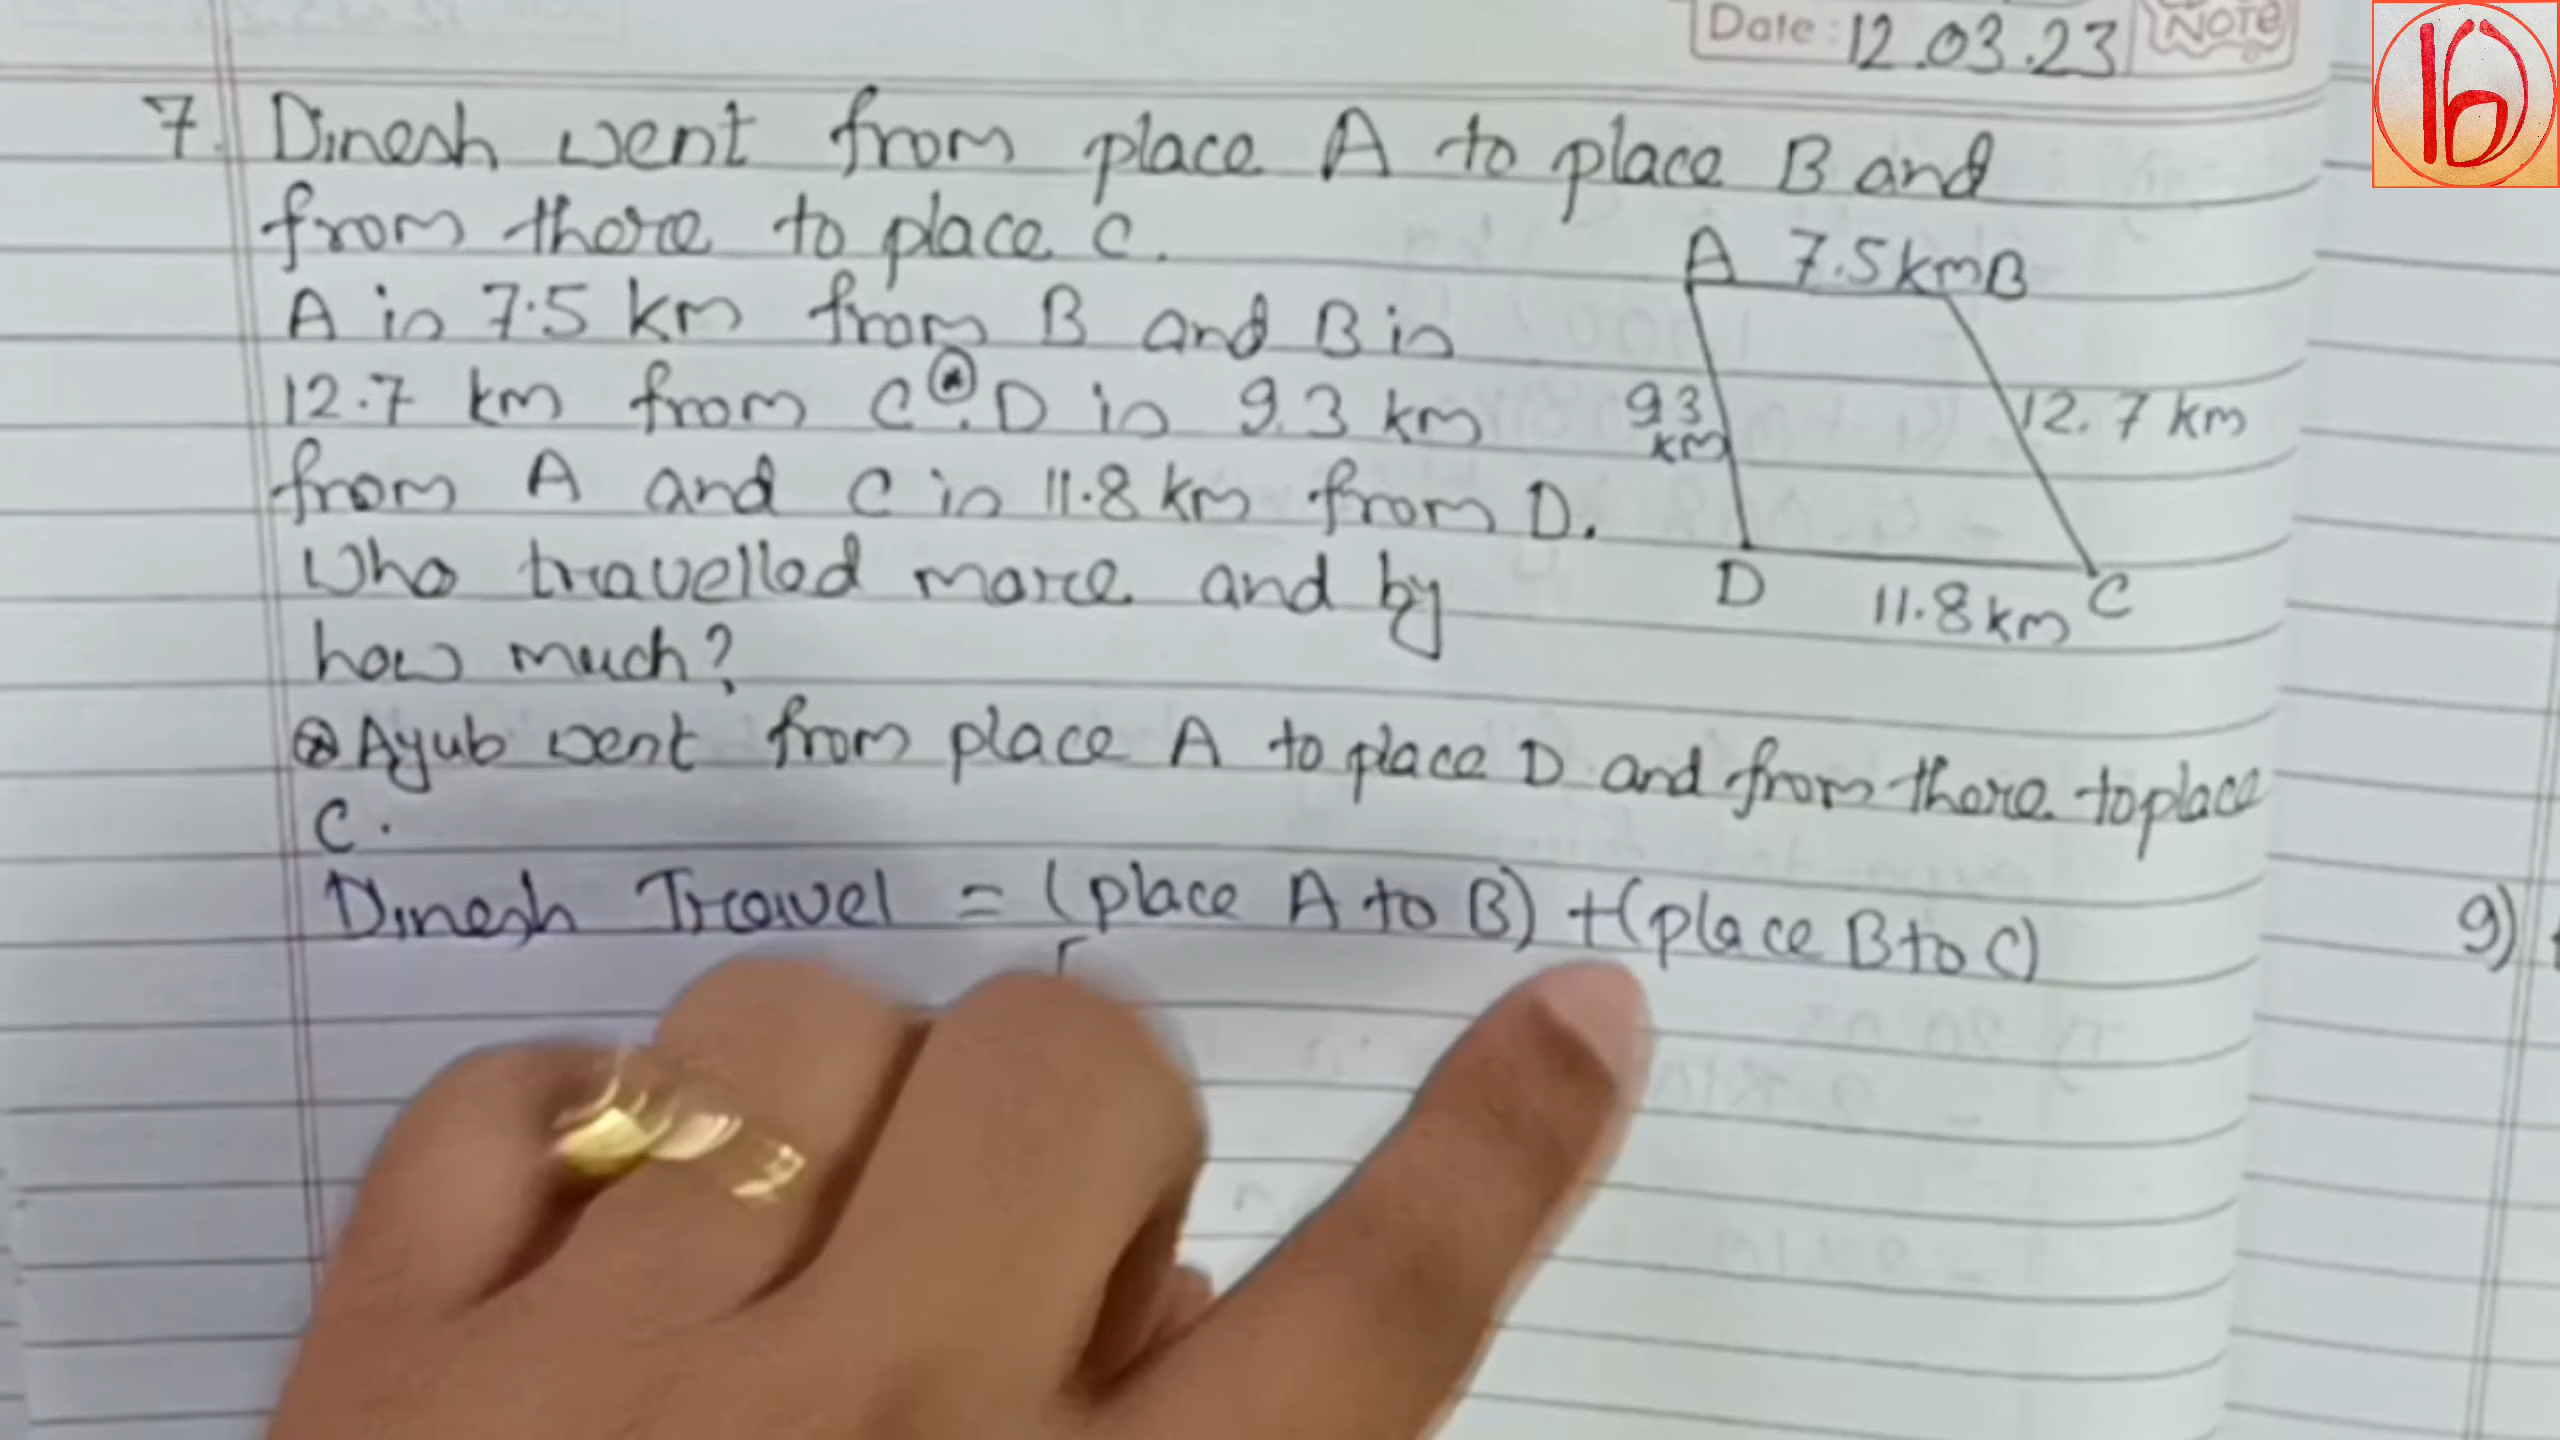 Date: 12.03.23
NoTe
7. Dinesh went from place A to place B and
from there to place C.
A is 7.5 km from B and B is
12.7 km from C. D is 9.3 km
from A and C is 11.8 km from D.
Who travelled more and by
how much?
Ayub went from place A to place D and from there to place
C.
A 7.5 km B
9.3
km
12.7 km
D 11.8 km C
Dinesh Travel = (place A to B) + (place B to C)
9)